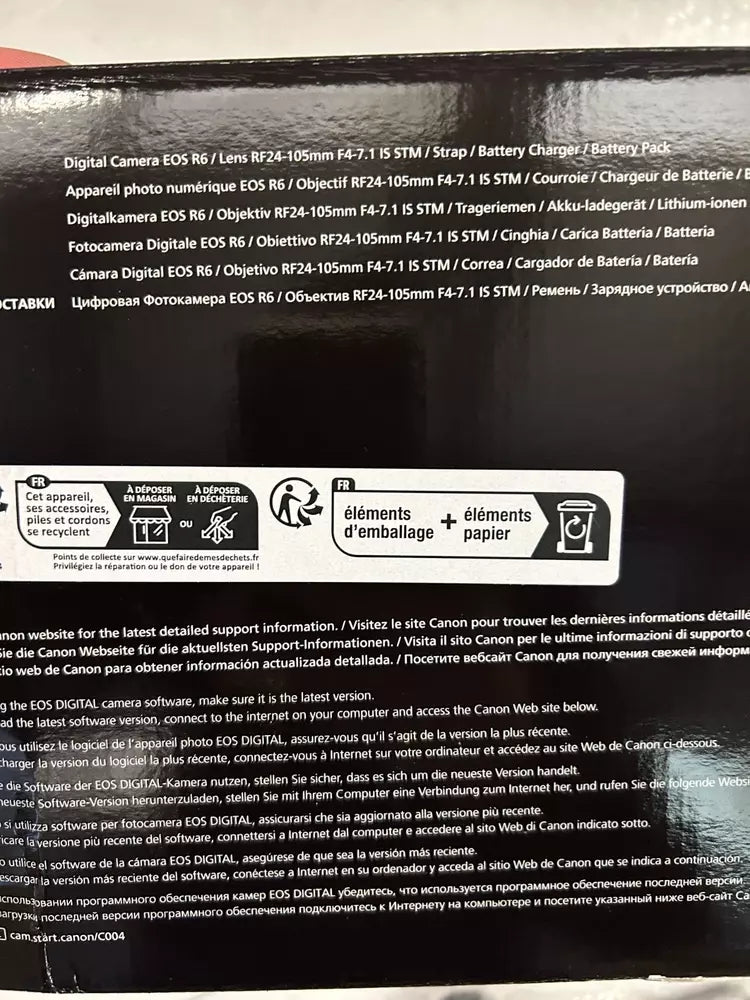 Digital Camera EOS R6 / Lens RF24-105mm F4-7.1 IS STM / Strap / Battery Charger / Battery Pack
Appareil photo numérique EOS R6 / Objectif RF24-105mm F4-7.1 IS STM / Courroie / Chargeur de Batterie /
Digitalkamera EOS R6 / Objektiv RF24-105mm F4-7.1 IS STM / Trageriemen / Akku-ladegerät / Lithium-ionen
Fotocamera Digitale EOS R6 / Obiettivo RF24-105mm F4-7.1 IS STM / Cinghia / Carica Batteria / Batteria
Cámara Digital EOS R6 / Objetivo RF24-105mm F4-7.1 IS STM / Correa / Cargador de Batería / Batería
ОСТАВКИ Цифровая Фотокамера EOS R6 / Объектив RF24-105mm F4-7.1 IS STM / Ремень / Зарядное устройство /
FR
Cet appareil,
ses accessoires,
piles et cordons
se recyclent
À DÉPOSER
EN MAGASIN
OU
À DÉPOSER
EN DÉCHÈTERIE
Points de collecte sur www.quefairedemesdechets.fr
Privilégiez la réparation ou le don de votre appareil !
FR
éléments
d'emballage
+
éléments
papier
non website for the latest detailed support information. / Visitez le site Canon pour trouver les dernières informations détaillé
Sie die Canon Webseite für die aktuellsten Support-Informationen. / Visita il sito Canon per le ultime informazioni di supporto
tio web de Canon para obtener información actualizada detallada. / Посетите вебсайт Canon для получения свежей информ
g the EOS DIGITAL camera software, make sure it is the latest version.
ad the latest software version, connect to the internet on your computer and access the Canon Web site below.
ous utilisez le logiciel de l'appareil photo EOS DIGITAL, assurez-vous qu'il s'agit de la version la plus récente.
charger la version du logiciel la plus récente, connectez-vous à Internet sur votre ordinateur et accédez au site Web de Canon ci-dessous.
e die Software der EOS DIGITAL-Kamera nutzen, stellen Sie sicher, dass es sich um die neueste Version handelt.
neueste Software-Version herunterzuladen, stellen Sie mit Ihrem Computer eine Verbindung zum Internet her, und rufen Sie die folgende Websi
si utilizza software per fotocamera EOS DIGITAL, assicurarsi che sia aggiornato alla versione più recente.
icare la versione più recente del software, connettersi a Internet dal computer e accedere al sito Web di Canon indicato sotto.
o utilice el software de la cámara EOS DIGITAL, asegúrese de que sea la versión más reciente.
escargar la versión más reciente del software, conéctese a Internet en su ordenador y acceda al sitio Web de Canon que se indica a continuación.
использовании программного обеспечения камер EOS DIGITAL убедитесь, что используется программное обеспечение последней версии.
загрузки последней версии программного обеспечения подключитесь к Интернету на компьютере и посетите указанный ниже веб-сайт Ca
cam.start.canon/C004